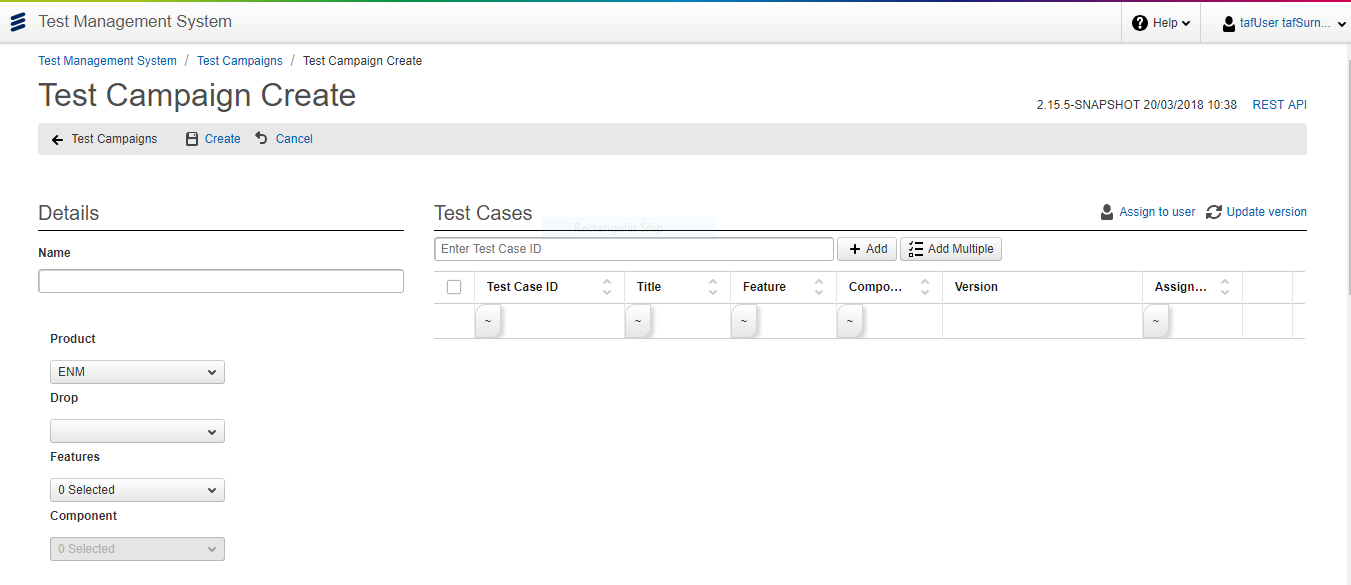 Test Management System
Help
tafUser tafSurn...
Test Management System / Test Campaigns / Test Campaign Create
Test Campaign Create
2.15.5-SNAPSHOT 20/03/2018 10:38 REST API
Test Campaigns Create Cancel
Details
Test Cases
Assign to user Update version
Rectangular Snip
Name
Enter Test Case ID
Add
Add Multiple
Test Case ID Title Feature Compo... Version Assign...
~ ~ ~ ~ ~
Product
ENM
Drop
Features
0 Selected
Component
0 Selected